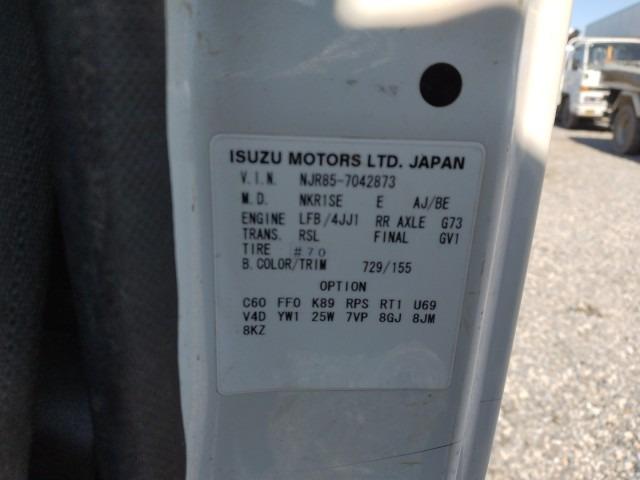 ISUZU MOTORS LTD. JAPAN
V.I.N. NJR85-7042873
M.D. NKR1SE E AJ/BE
ENGINE LFB/4JJ1 RR AXLE G73
TRANS. RSL FINAL GV1
TIRE #70
B.COLOR/TRIM 729/155
OPTION
C60 FF0 K89 RPS RT1 U69
V4D YW1 25W 7VP 8GJ 8JM
8KZ